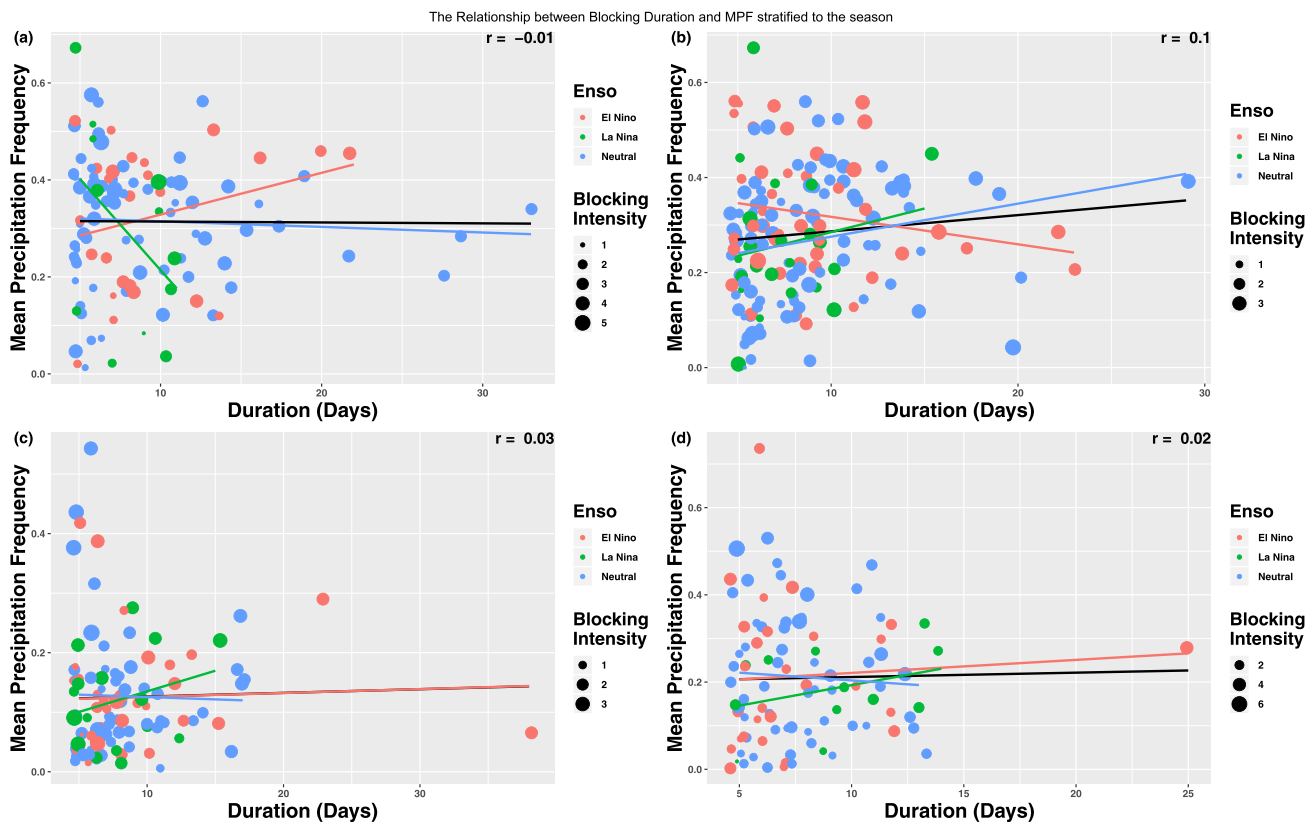 The Relationship between Blocking Duration and MPF stratified to the season
(a)
r = −0.01
Mean Precipitation Frequency
0.6
0.4
0.2
0.0
10
20
30
Duration (Days)
Enso
El Nino
La Nina
Neutral
Blocking
Intensity
1
2
3
4
5
(b)
r = 0.1
Mean Precipitation Frequency
0.6
0.4
0.2
0.0
10
20
30
Duration (Days)
Enso
El Nino
La Nina
Neutral
Blocking
Intensity
1
2
3
(c)
r = 0.03
Mean Precipitation Frequency
0.4
0.2
0.0
10
20
30
Duration (Days)
Enso
El Nino
La Nina
Neutral
Blocking
Intensity
1
2
3
(d)
r = 0.02
Mean Precipitation Frequency
0.6
0.4
0.2
0.0
5
10
15
20
25
Duration (Days)
Enso
El Nino
La Nina
Neutral
Blocking
Intensity
2
4
6